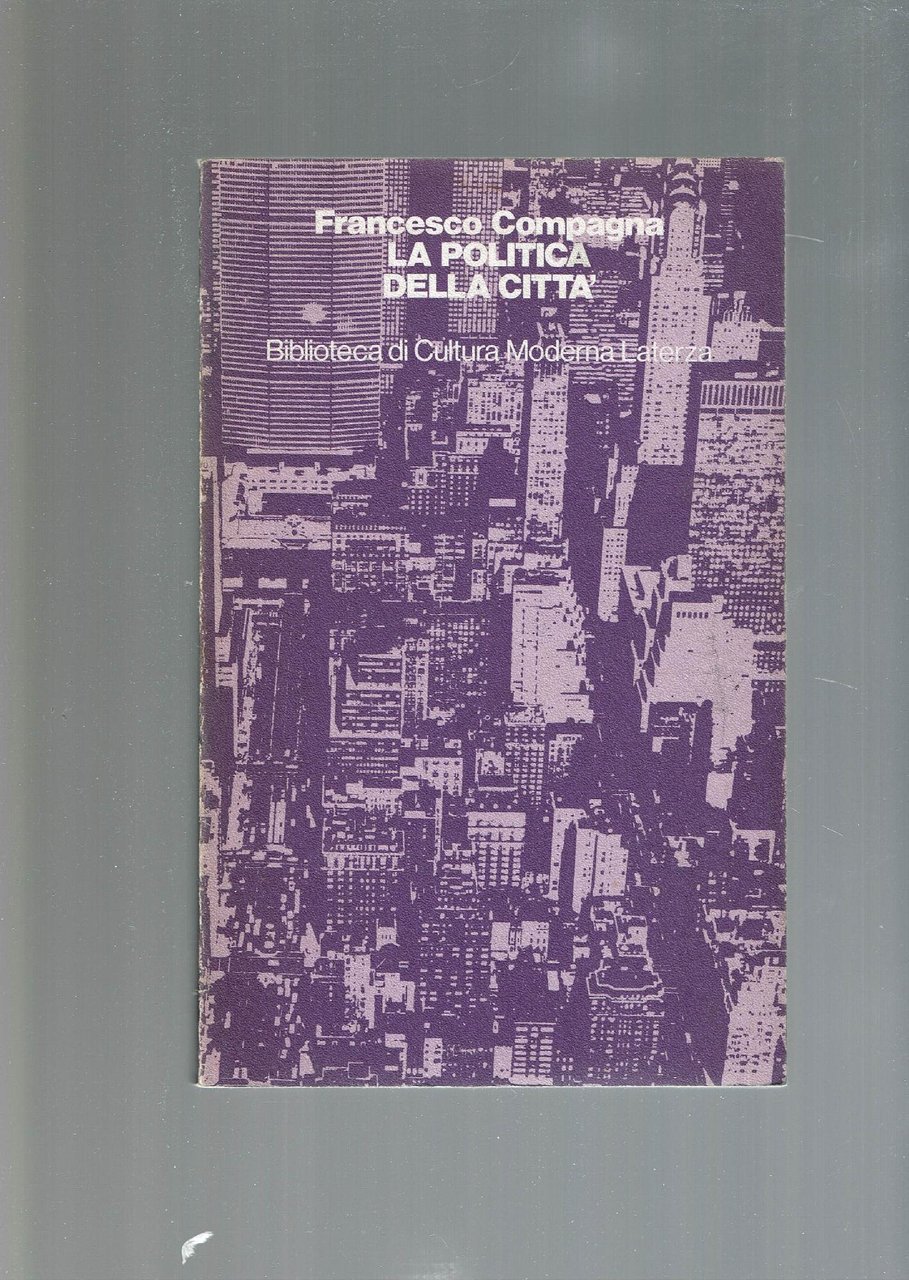 Francesco Compagna
LA POLITICA
DELLA CITTA'
Biblioteca di Cultura Moderna Laterza